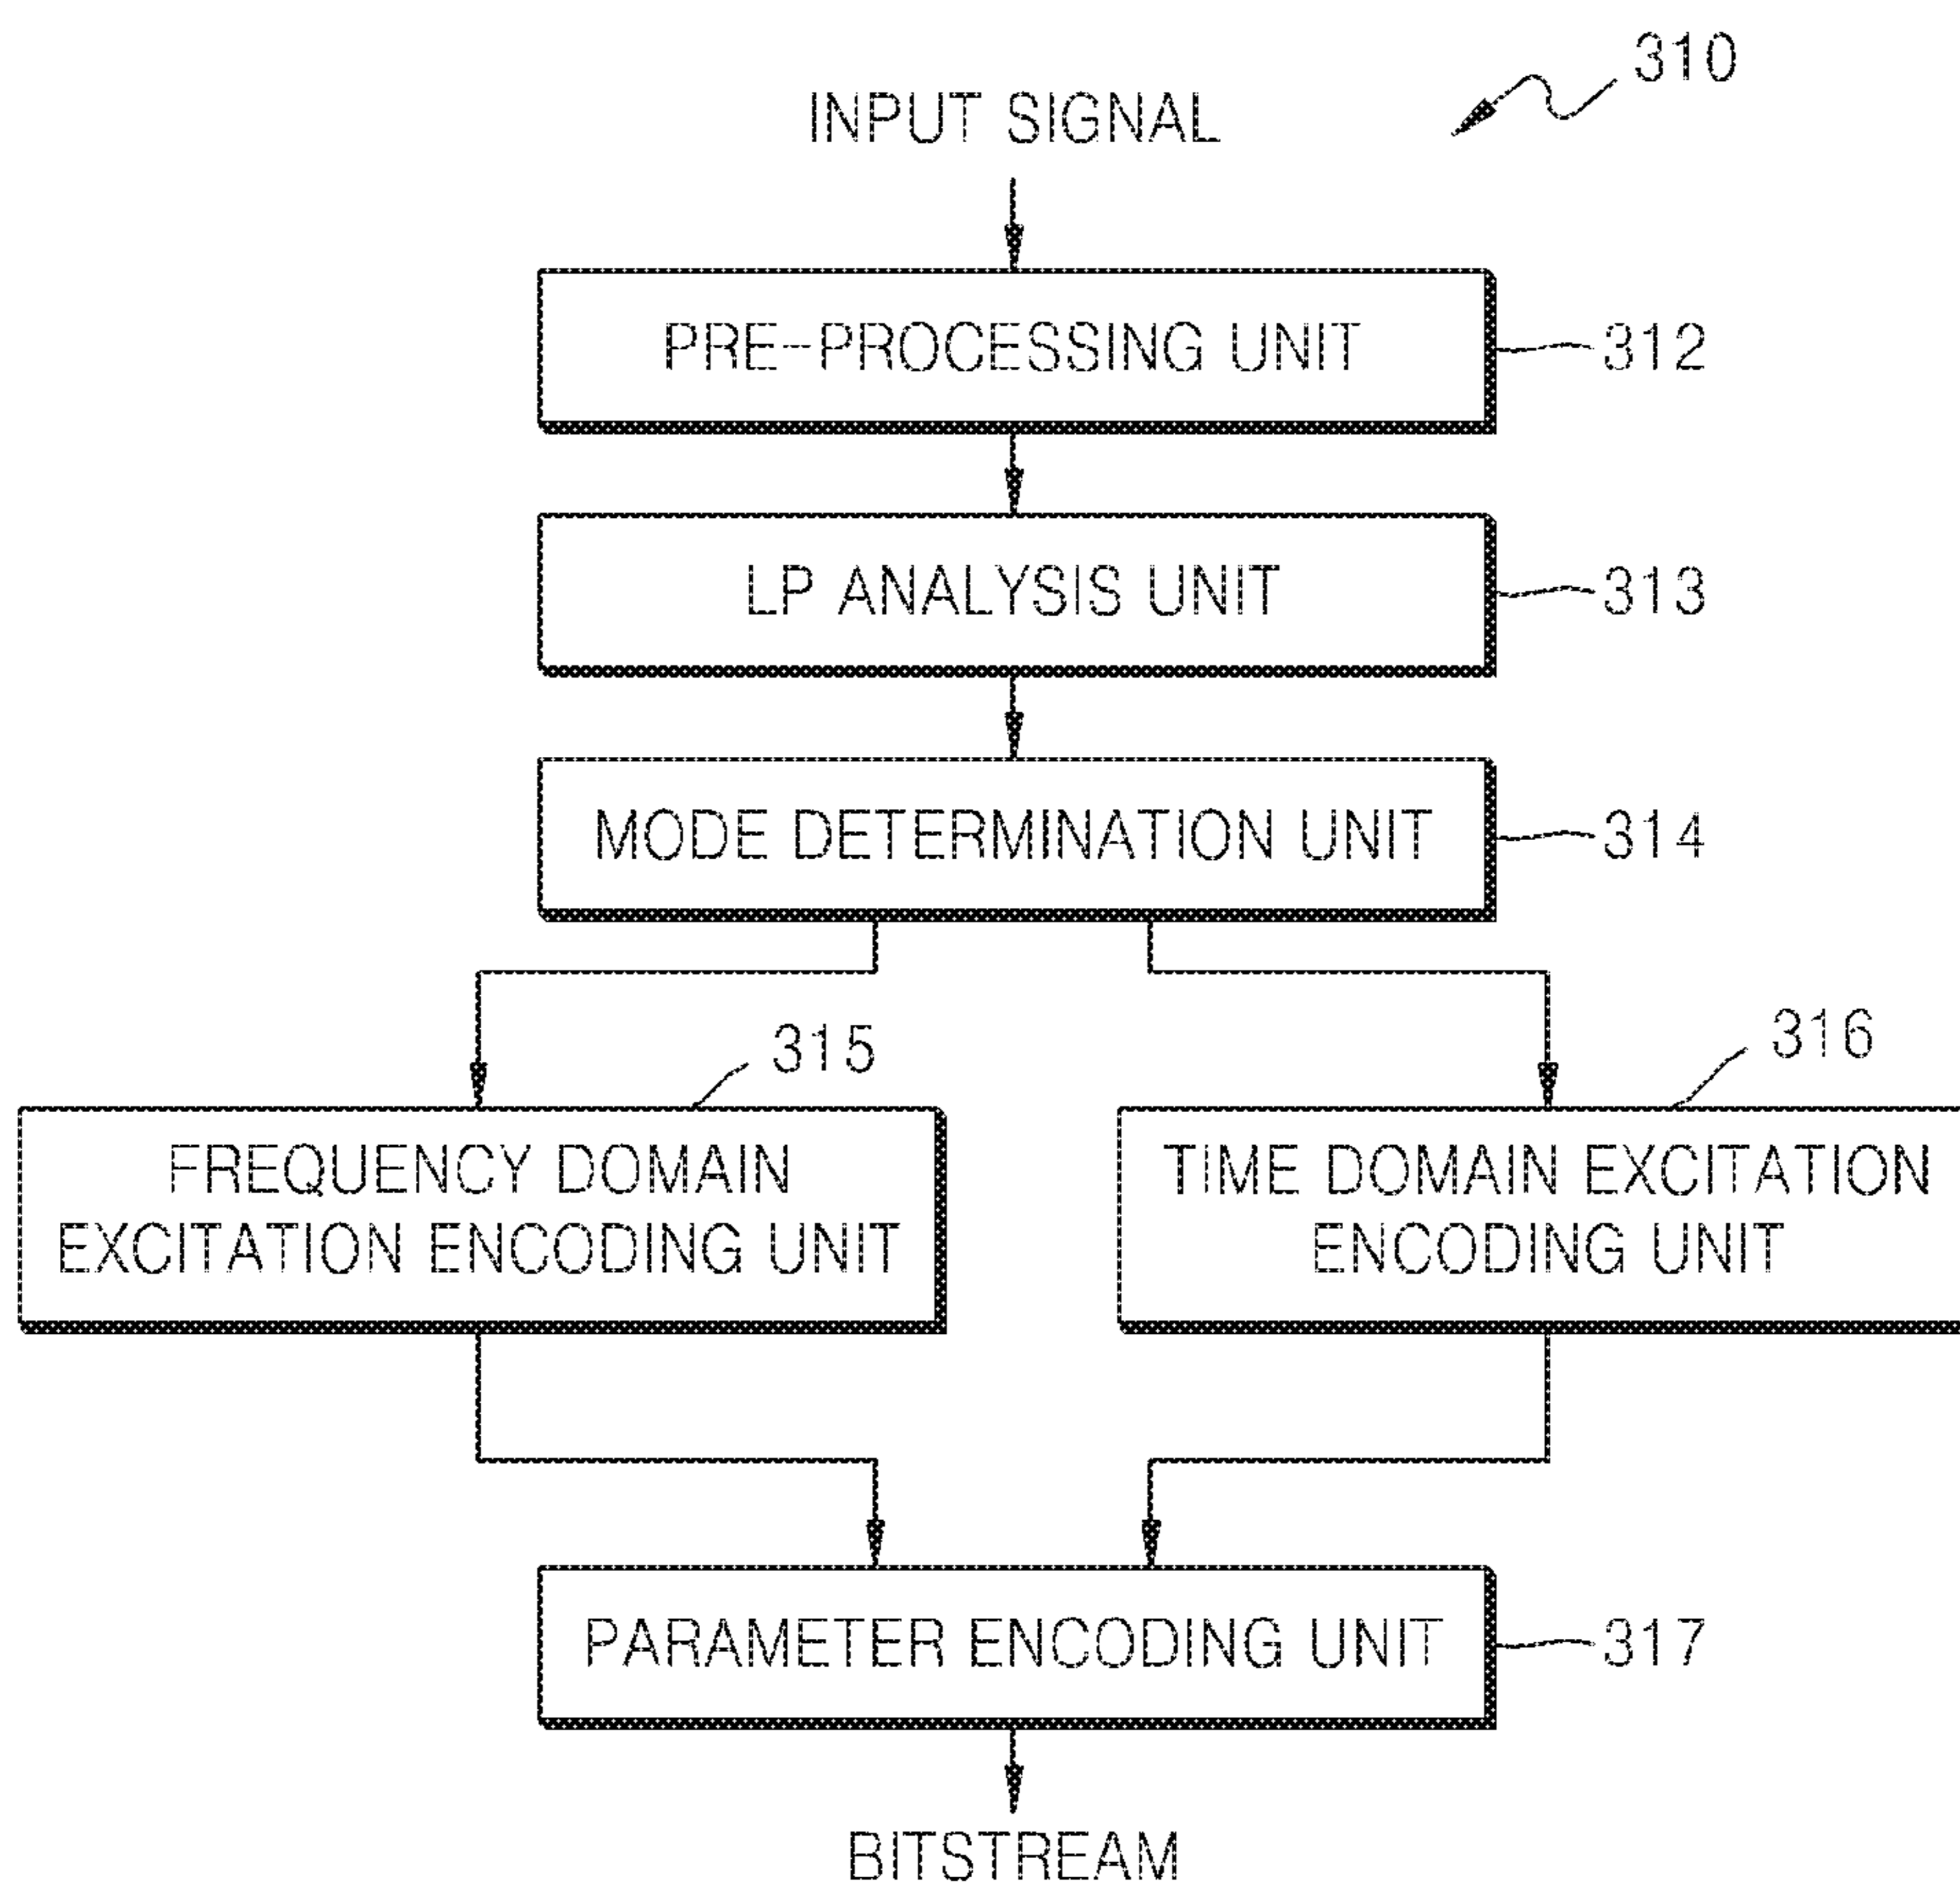 310
INPUT SIGNAL
PRE-PROCESSING UNIT
312
LP ANALYSIS UNIT
313
MODE DETERMINATION UNIT
314
315
316
FREQUENCY DOMAIN
EXCITATION ENCODING UNIT
TIME DOMAIN EXCITATION
ENCODING UNIT
PARAMETER ENCODING UNIT
317
BITSTREAM